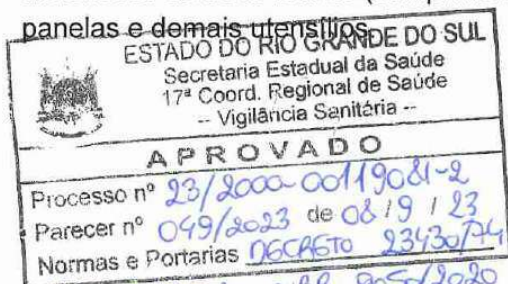 panelas e demais utensílios.
ESTADO DO RIO GRANDE DO SUL
Secretaria Estadual da Saúde
17ª Coord. Regional de Saúde
-- Vigilância Sanitária --
APROVADO
Processo nº 23/2000-00119081-2
Parecer nº 049/2023 de 08/9/23
Normas e Portarias DECRETO 23430/74
2020